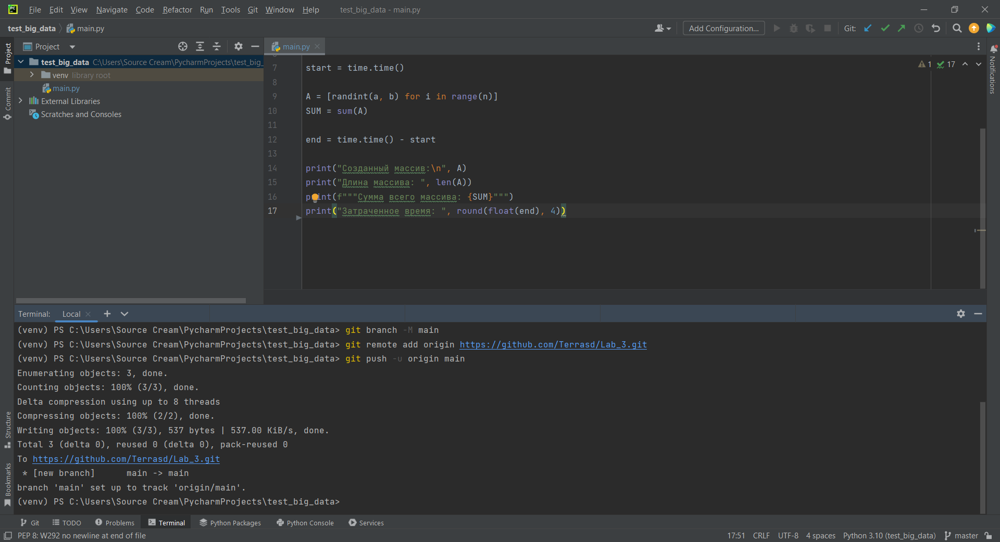 PC
File Edit View Navigate Code Refactor Run Tools Git Window Help test_big_data - main.py
test_big_data main.py Add Configuration... Git:
Project
Commit
Structure
Bookmarks
Notifications
Project
test_big_data C:\Users\Source Cream\PycharmProjects\test_big_
venv library root
main.py
External Libraries
Scratches and Consoles
main.py
1 17
7 start = time.time()
8
9 A = [randint(a, b) for i in range(n)]
10 SUM = sum(A)
11
12 end = time.time() - start
13
14 print("Созданный массив:\n", A)
15 print("Длина массива: ", len(A))
16 print(f"""Сумма всего массива: {SUM}""")
17 print("Затраченное время: ", round(float(end), 4))
Terminal: Local
(venv) PS C:\Users\Source Cream\PycharmProjects\test_big_data> git branch -M main
(venv) PS C:\Users\Source Cream\PycharmProjects\test_big_data> git remote add origin https://github.com/Terrasd/Lab_3.git
(venv) PS C:\Users\Source Cream\PycharmProjects\test_big_data> git push -u origin main
Enumerating objects: 3, done.
Counting objects: 100% (3/3), done.
Delta compression using up to 8 threads
Compressing objects: 100% (2/2), done.
Writing objects: 100% (3/3), 537 bytes | 537.00 KiB/s, done.
Total 3 (delta 0), reused 0 (delta 0), pack-reused 0
To https://github.com/Terrasd/Lab_3.git
 * [new branch]      main -> main
branch 'main' set up to track 'origin/main'.
(venv) PS C:\Users\Source Cream\PycharmProjects\test_big_data>
Git TODO Problems Terminal Python Packages Python Console Services
PEP 8: W292 no newline at end of file 17:51 CRLF UTF-8 4 spaces Python 3.10 (test_big_data) master